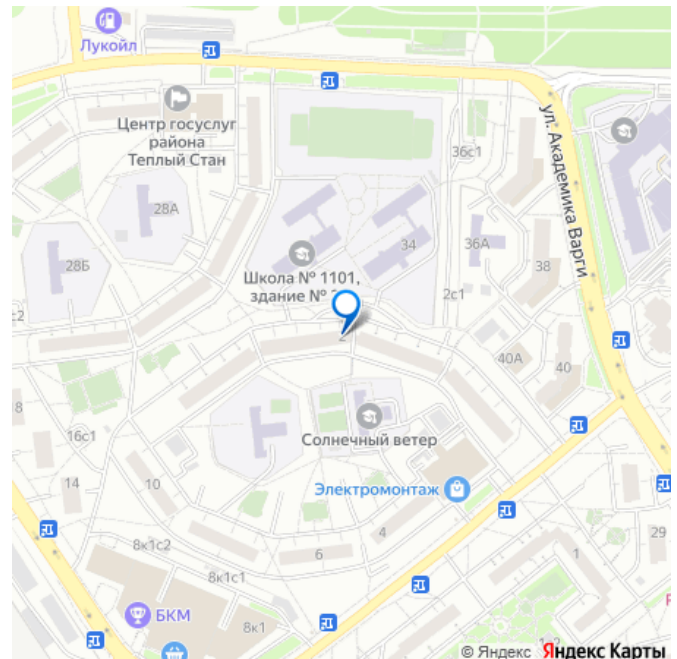 Лукойл
Центр госуслуг
района
Теплый Стан
36с1
ул. Академика Варги
28А
34
36А
28Б
Школа № 1101,
здание №
38
2с1
с2
2
40А
40
8
16с1
Солнечный ветер
14
10
Электромонтаж
4
6
29
8к1с2
1
8к1с1
БКМ
8к1
© Яндекс Яндекс Карты